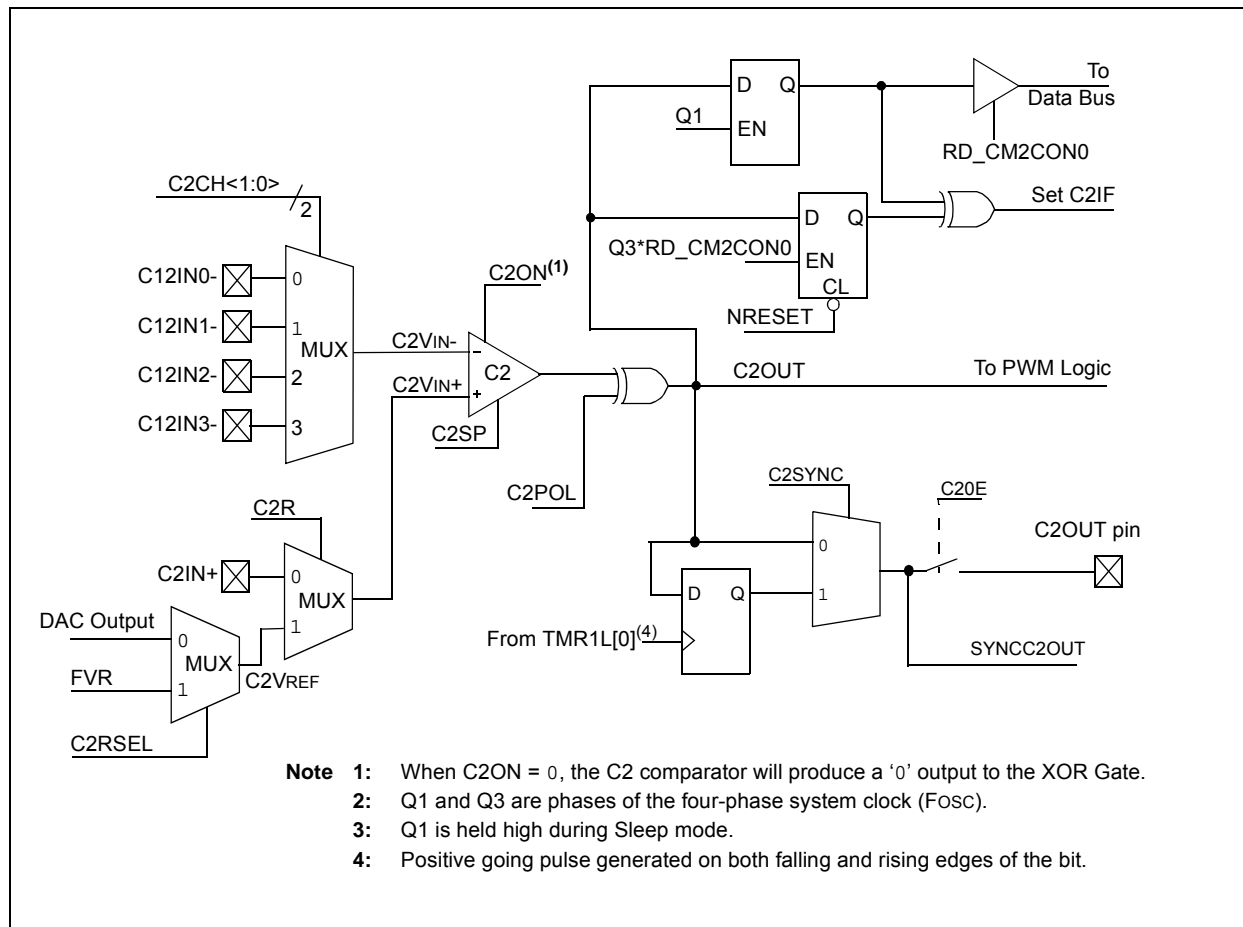 To
Data Bus
D Q
Q1
EN
RD_CM2CON0
C2CH<1:0>
2
Set C2IF
D Q
Q3*RD_CM2CON0
EN
CL
NRESET
C12IN0-
0
C12IN1-
1
MUX
C12IN2-
2
C12IN3-
3
C2ON(1)
C2VIN-
-
C2
C2VIN+
+
C2SP
C2OUT
To PWM Logic
C2POL
C2SYNC
C20E
C2OUT pin
C2R
C2IN+
0
MUX
1
DAC Output
0
MUX
FVR
1
C2VREF
C2RSEL
0
D Q
1
From TMR1L[0](4)
SYNCC2OUT
Note 1: When C2ON = 0, the C2 comparator will produce a ‘0’ output to the XOR Gate.
2: Q1 and Q3 are phases of the four-phase system clock (FOSC).
3: Q1 is held high during Sleep mode.
4: Positive going pulse generated on both falling and rising edges of the bit.